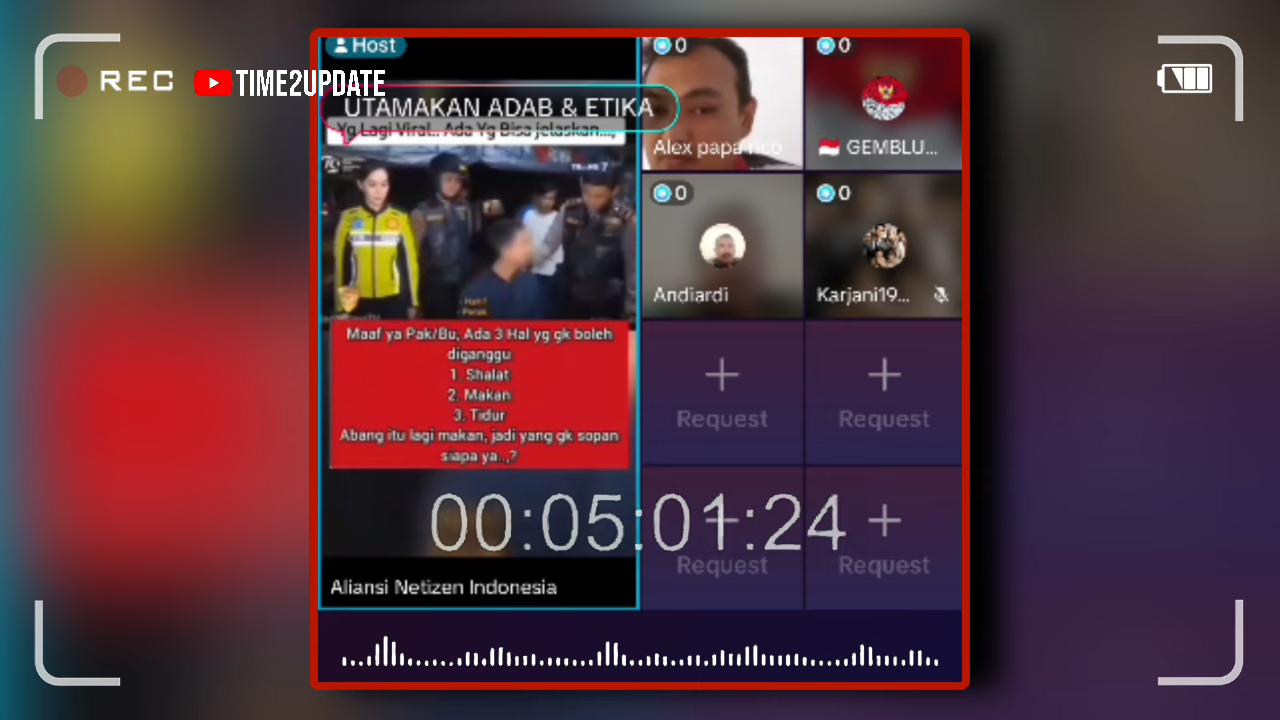 REC
TIME2UPDATE
Host
UTAMAKAN ADAB & ETIKA
Yg Lagi Viral.. Ada Yg Bisa jelaskan...,
- Hah?
Maaf ya Pak/Bu, Ada 3 Hal yg gk boleh
diganggu
1. Shalat
2. Makan
3. Tidur
Abang itu lagi makan, jadi yang gk sopan
siapa ya..,?
Aliansi Netizen Indonesia
0
Alex papa rico
0
GEMBLU...
0
Andiardi
0
Karjani19...
Request
Request
00:05:01:24
Request
Request